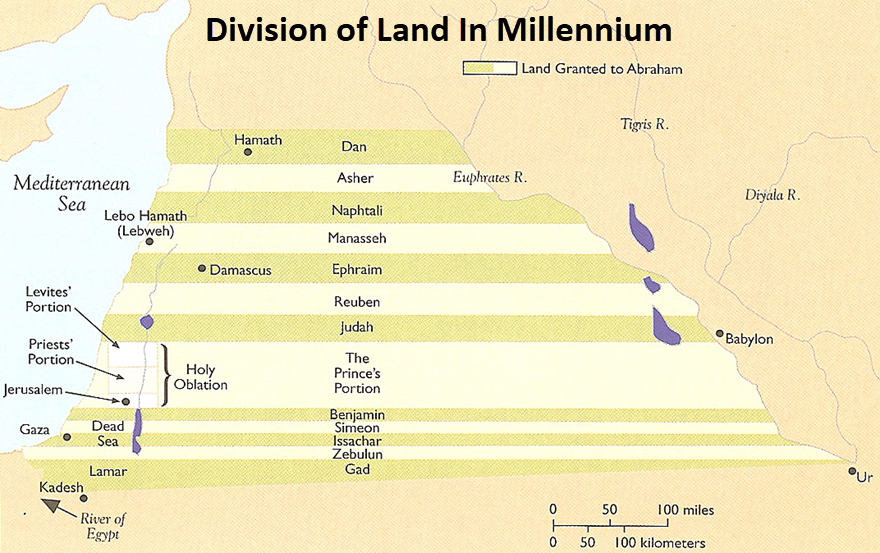 Division of Land In Millennium
Land Granted to Abraham
Tigris R.
Hamath
Dan
Mediterranean
Sea
Asher
Euphrates R.
Diyala R.
Naphtali
Lebo Hamath
(Lebweh)
Manasseh
Damascus
Ephraim
Levites'
Portion
Reuben
Judah
Babylon
Priests'
Portion
Holy
Oblation
The
Prince's
Portion
Jerusalem
Benjamin
Gaza
Dead
Sea
Simeon
Issachar
Zebulun
Lamar
Gad
Ur
Kadesh
River of
Egypt
0 50 100 miles
0 50 100 kilometers